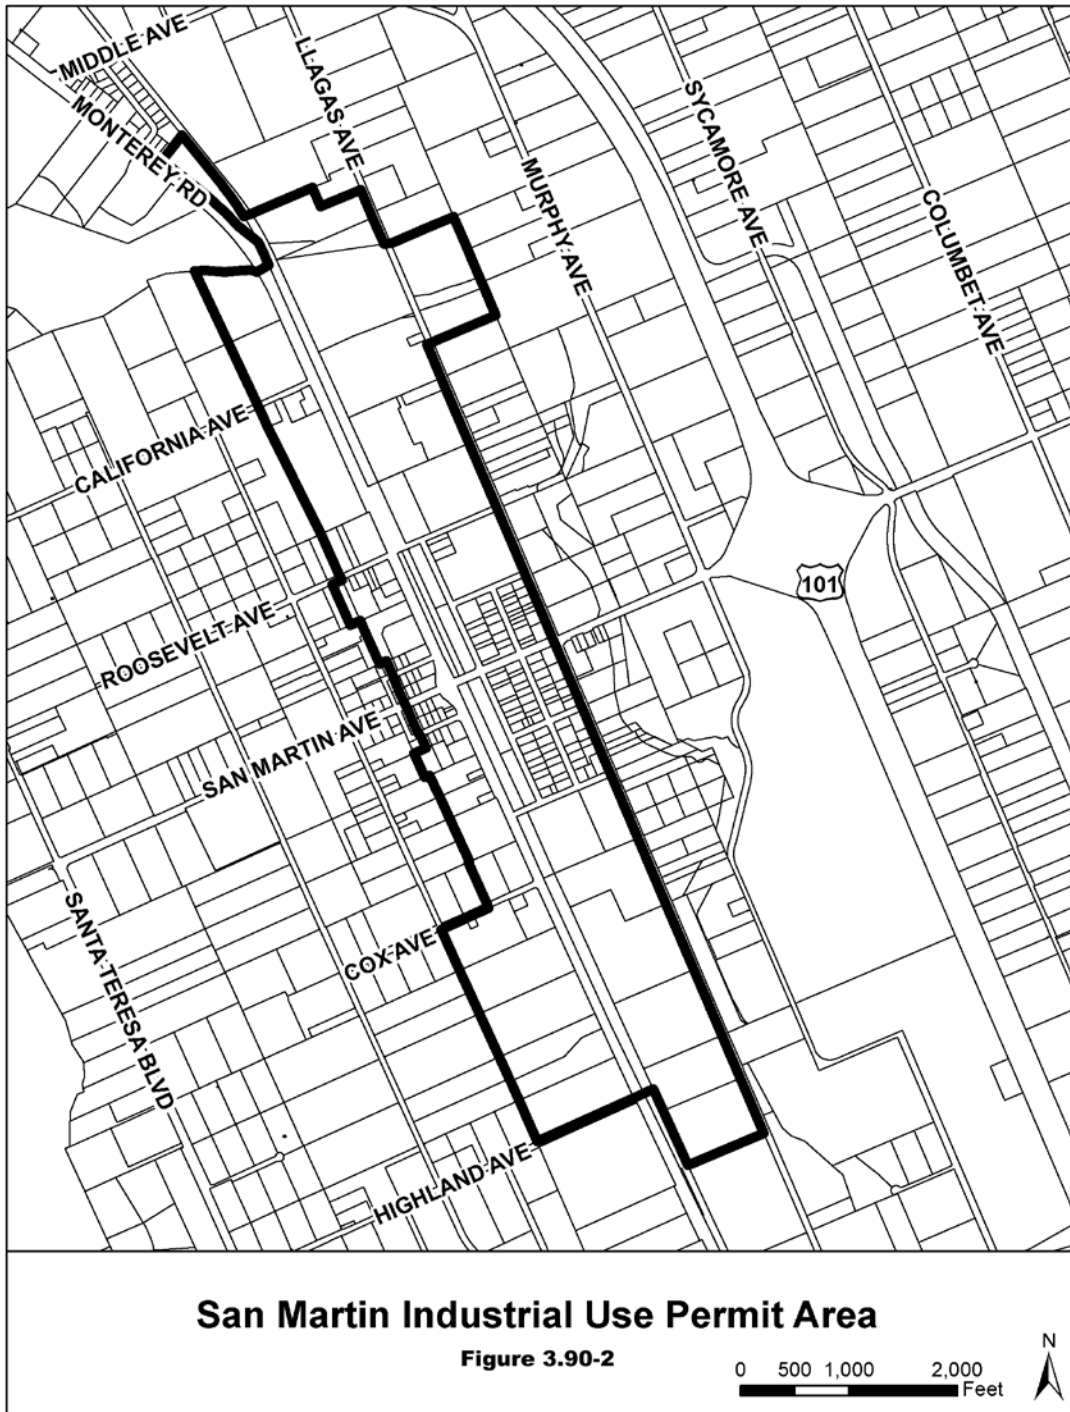 MIDDLE AVE
LLAGAS AVE
MONTEREY RD
SYCAMORE AVE
MURPHY AVE
COLUMBET AVE
CALIFORNIA AVE
101
ROOSEVELT AVE
SAN MARTIN AVE
SANTA TERESA BLVD
COX AVE
HIGHLAND AVE
San Martin Industrial Use Permit Area
Figure 3.90-2
N
0 500 1,000 2,000
Feet